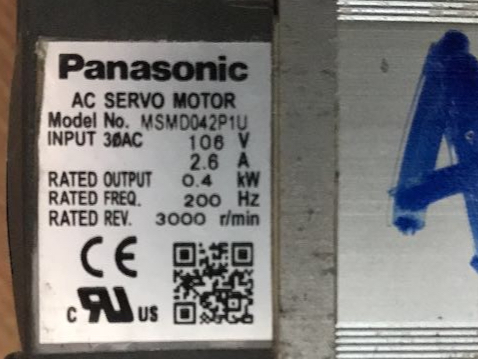 Panasonic
AC SERVO MOTOR
Model No. MSMD042P1U
INPUT 3ØAC 106 V
2.6 A
RATED OUTPUT 0.4 kW
RATED FREQ. 200 Hz
RATED REV. 3000 r/min
CE
c RU US
A